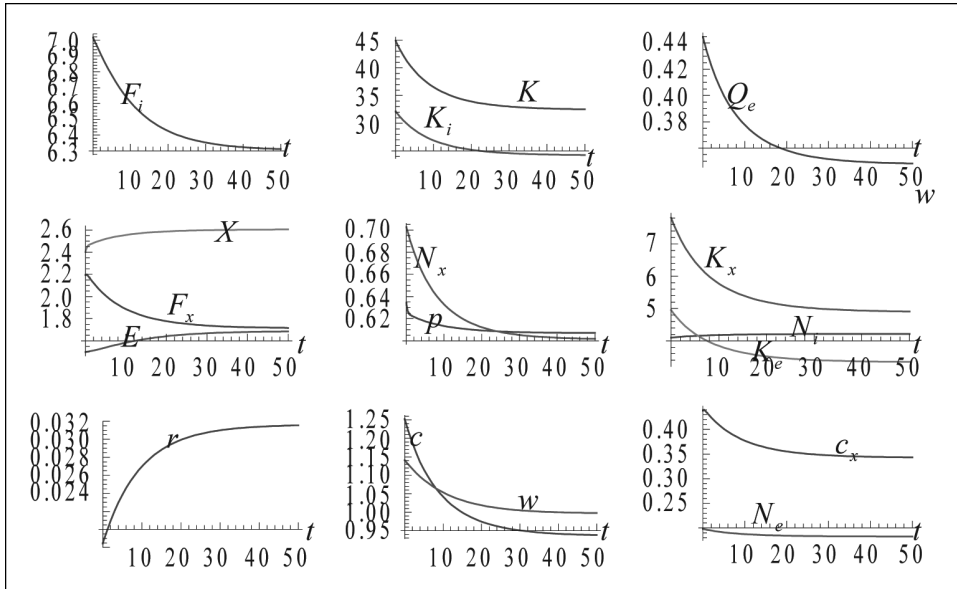 7.0
6.9
6.8
6.7
6.6
6.5
6.4
6.3
F_i
t
10 20 30 40 50
45
40
35
30
K
K_i
t
10 20 30 40 50
0.44
0.42
0.40
0.38
Q_e
t
10 20 30 40 50
w
2.6
2.4
2.2
2.0
1.8
X
F_x
E
t
10 20 30 40 50
0.70
0.68
0.66
0.64
0.62
N_x
p
t
10 20 30 40 50
7
6
5
K_x
N_i
K_e
t
10 20 30 40 50
0.032
0.030
0.028
0.026
0.024
r
t
10 20 30 40 50
1.25
1.20
1.15
1.10
1.05
1.00
0.95
c
w
t
10 20 30 40 50
0.40
0.35
0.30
0.25
c_x
N_e
t
10 20 30 40 50